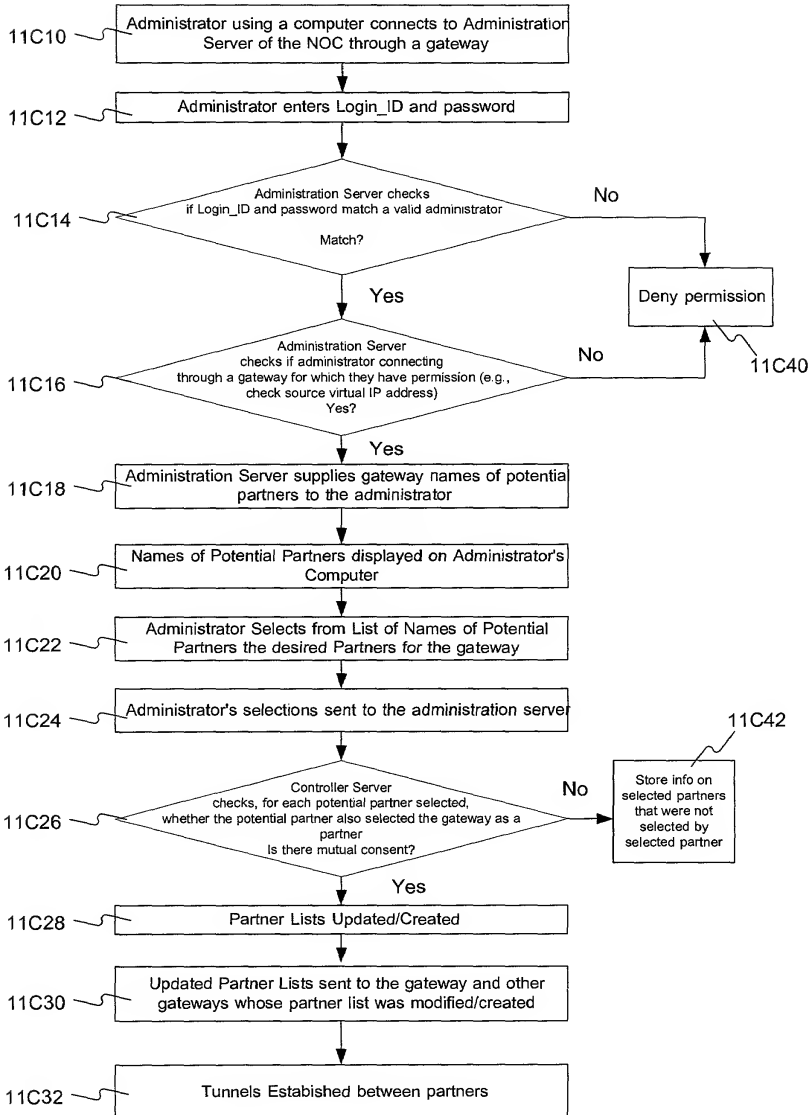 11C10
Administrator using a computer connects to Administration
Server of the NOC through a gateway
11C12
Administrator enters Login_ID and password
11C14
Administration Server checks
if Login_ID and password match a valid administrator
Match?
No
Yes
Deny permission
11C40
11C16
Administration Server
checks if administrator connecting
through a gateway for which they have permission (e.g.,
check source virtual IP address)
Yes?
No
Yes
11C18
Administration Server supplies gateway names of potential
partners to the administrator
11C20
Names of Potential Partners displayed on Administrator's
Computer
11C22
Administrator Selects from List of Names of Potential
Partners the desired Partners for the gateway
11C24
Administrator's selections sent to the administration server
11C26
Controller Server
checks, for each potential partner selected,
whether the potential partner also selected the gateway as a
partner
Is there mutual consent?
No
11C42
Store info on
selected partners
that were not
selected by
selected partner
Yes
11C28
Partner Lists Updated/Created
11C30
Updated Partner Lists sent to the gateway and other
gateways whose partner list was modified/created
11C32
Tunnels Estabished between partners